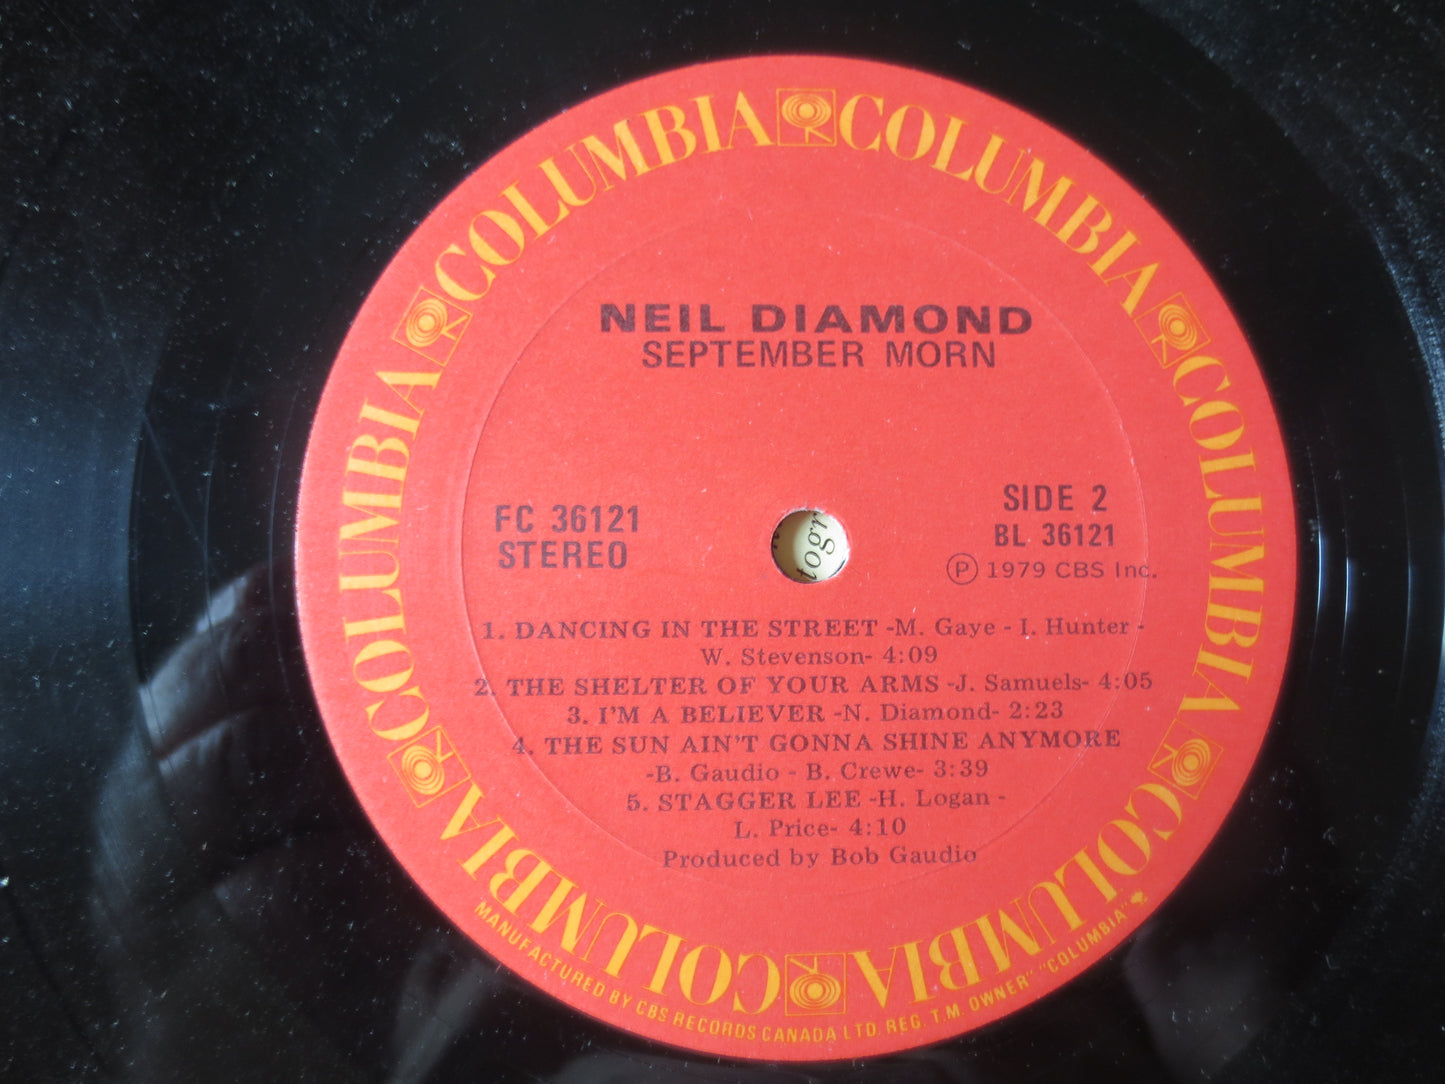 COLUMBIA COLUMBIA COLUMBIA COLUMBIA COLUMBIA COLUMBIA COLUMBIA COLUMBIA
NEIL DIAMOND
SEPTEMBER MORN
FC 36121
STEREO
SIDE 2
BL 36121
Ⓟ 1979 CBS Inc.
togr
1. DANCING IN THE STREET -M. Gaye - I. Hunter -
W. Stevenson- 4:09
2. THE SHELTER OF YOUR ARMS -J. Samuels- 4:05
3. I'M A BELIEVER -N. Diamond- 2:23
4. THE SUN AIN'T GONNA SHINE ANYMORE
-B. Gaudio - B. Crewe- 3:39
5. STAGGER LEE -H. Logan -
L. Price- 4:10
Produced by Bob Gaudio
MANUFACTURED BY CBS RECORDS CANADA LTD. REG. T.M. OWNER "COLUMBIA"